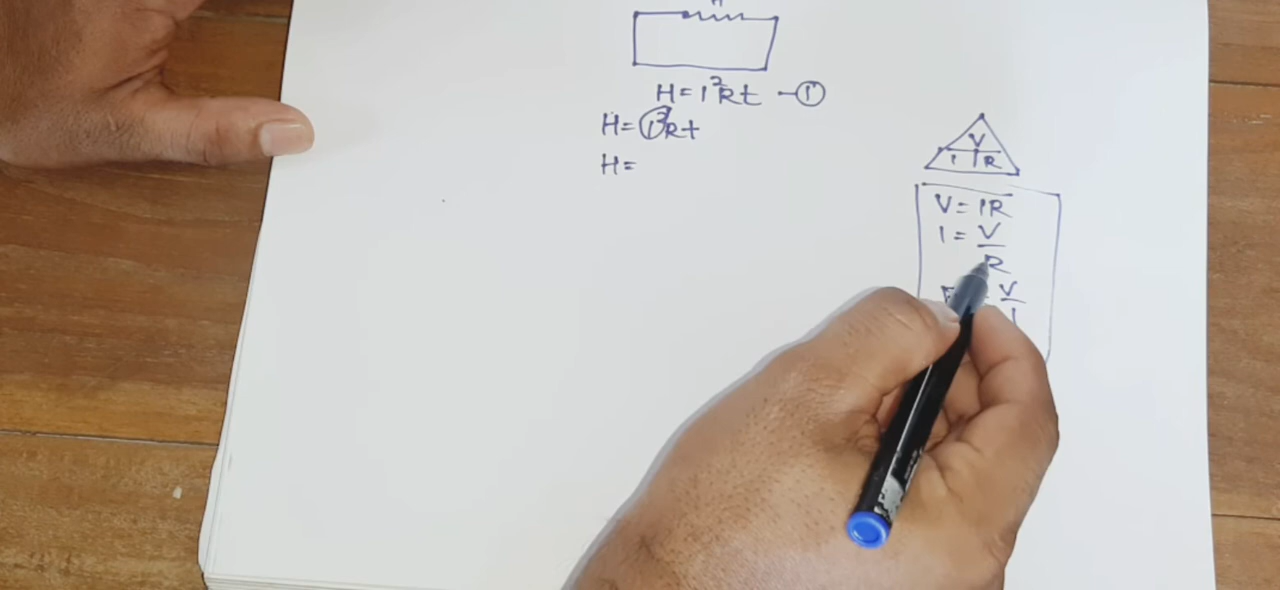 H = I²Rt —①
H = I²Rt
H =
V
I R
V = IR
I = V
R
V
I